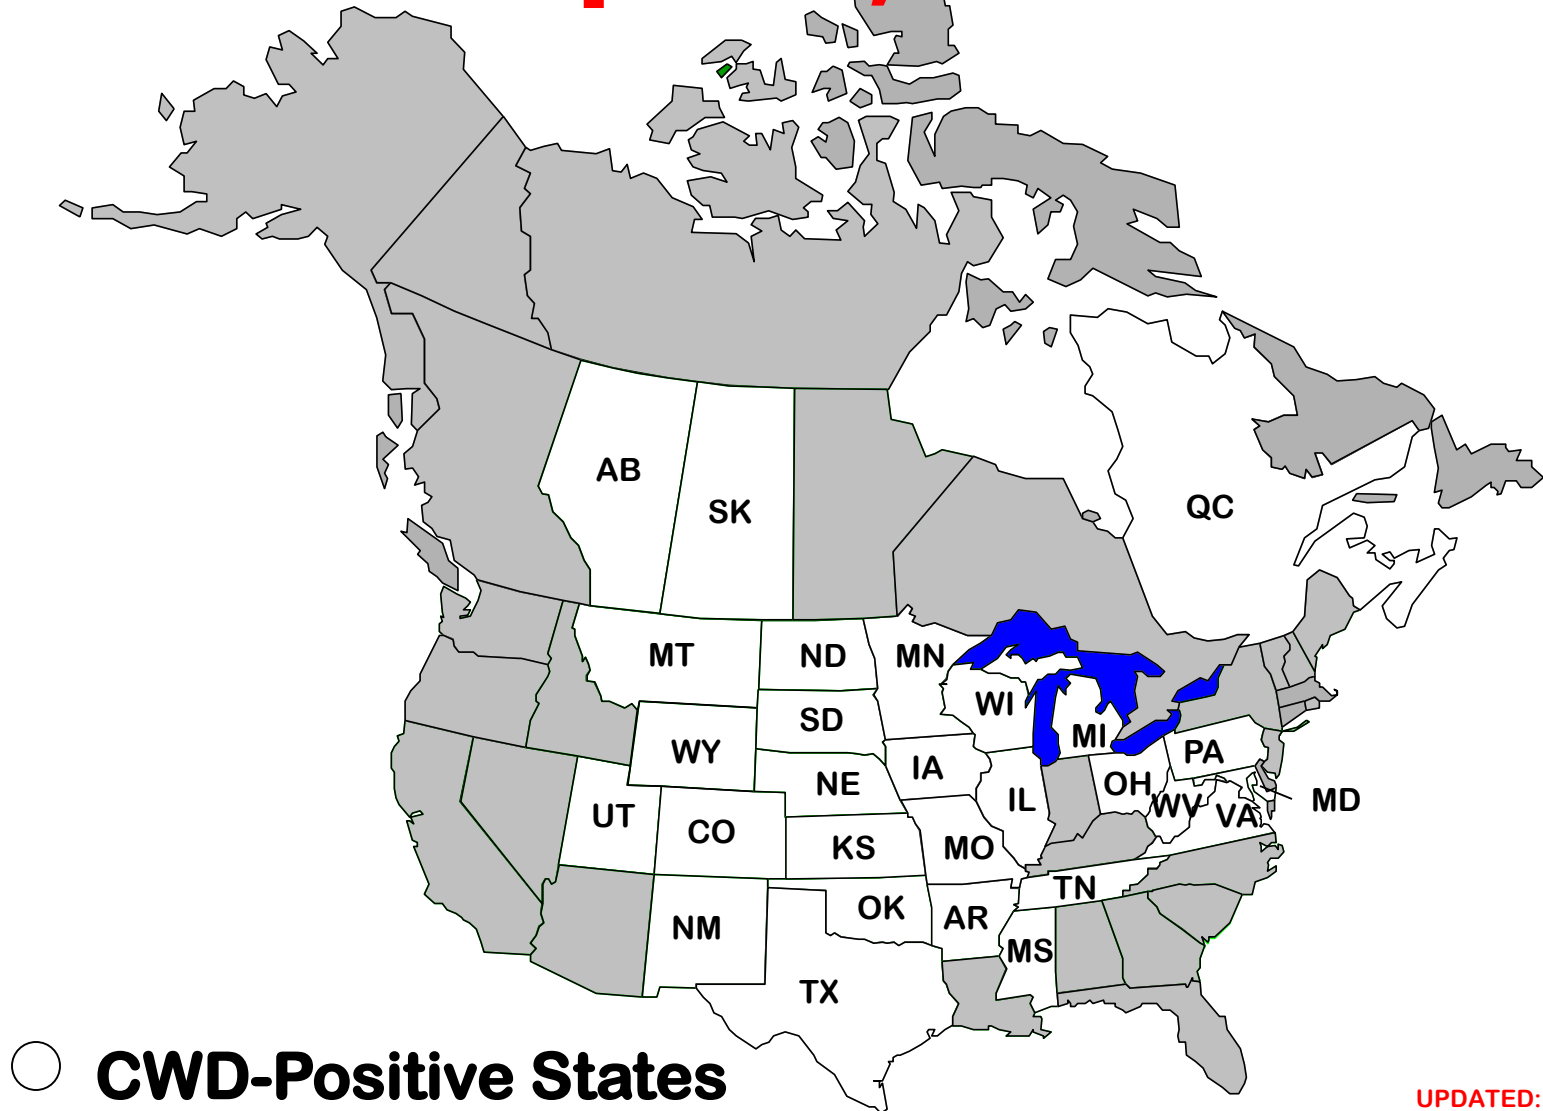 AB
SK
QC
MT
ND
MN
WI
SD
MI
WY
PA
IA
NE
OH
IL
MD
WV
UT
VA
CO
KS
MO
TN
OK
AR
NM
MS
TX
CWD-Positive States
UPDATED: